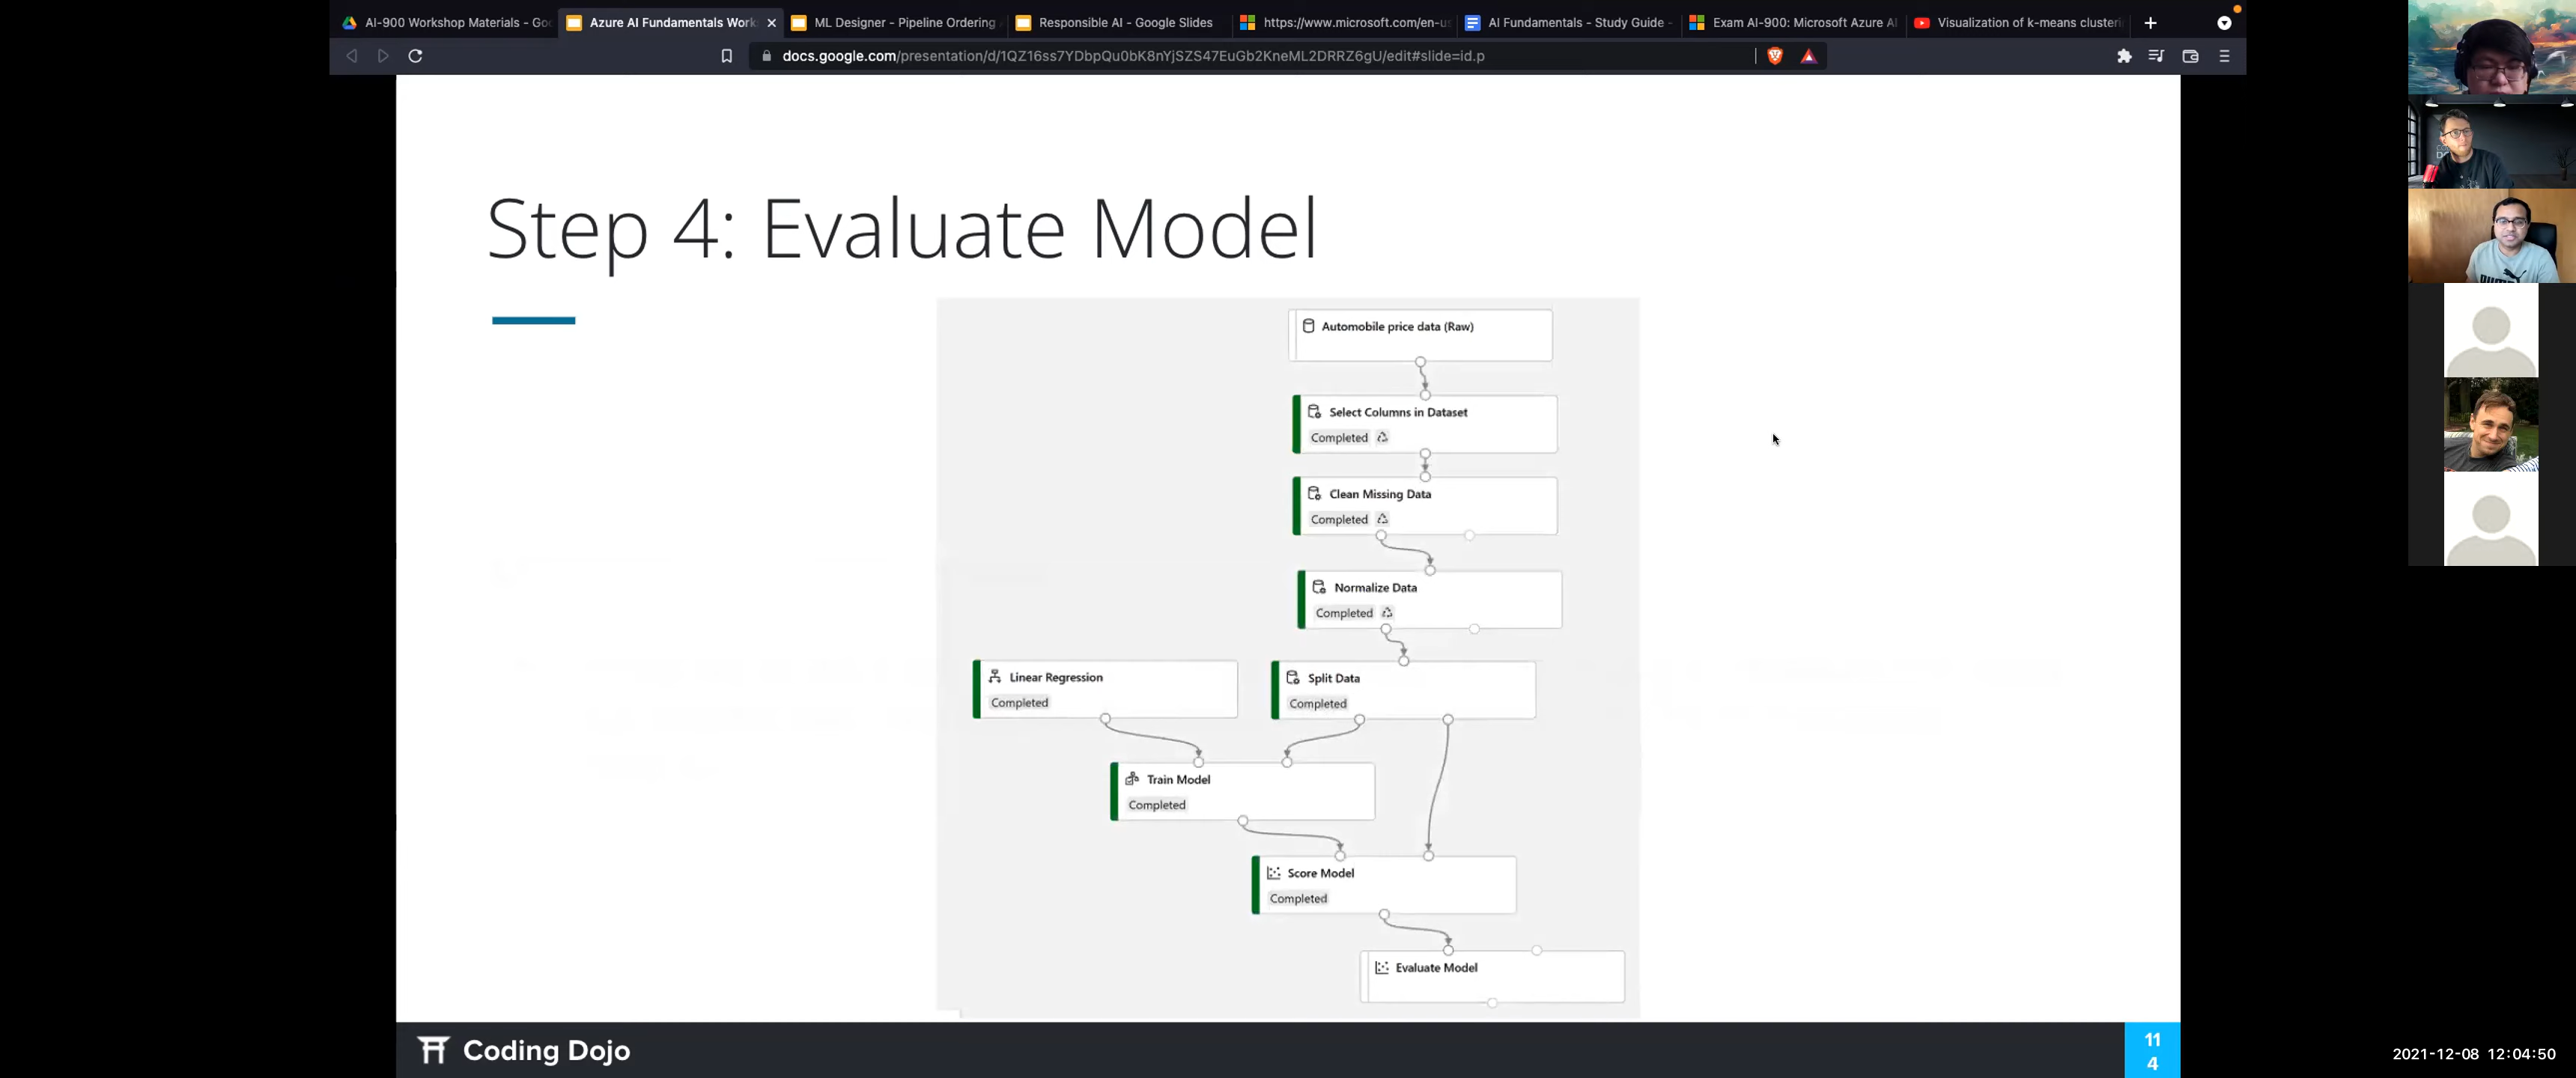 AI-900 Workshop Materials - Goo
Azure AI Fundamentals Work
ML Designer - Pipeline Ordering
Responsible AI - Google Slides
https://www.microsoft.com/en-us
AI Fundamentals - Study Guide -
Exam AI-900: Microsoft Azure AI
Visualization of k-means clusterin
docs.google.com/presentation/d/1QZ16ss7YDbpQu0bK8nYjSZS47EuGb2KneML2DRRZ6gU/edit#slide=id.p
Step 4: Evaluate Model
Automobile price data (Raw)
Select Columns in Dataset
Completed
Clean Missing Data
Completed
Normalize Data
Completed
Linear Regression
Completed
Split Data
Completed
Train Model
Completed
Score Model
Completed
Evaluate Model
Coding Dojo
11
4
2021-12-08 12:04:50